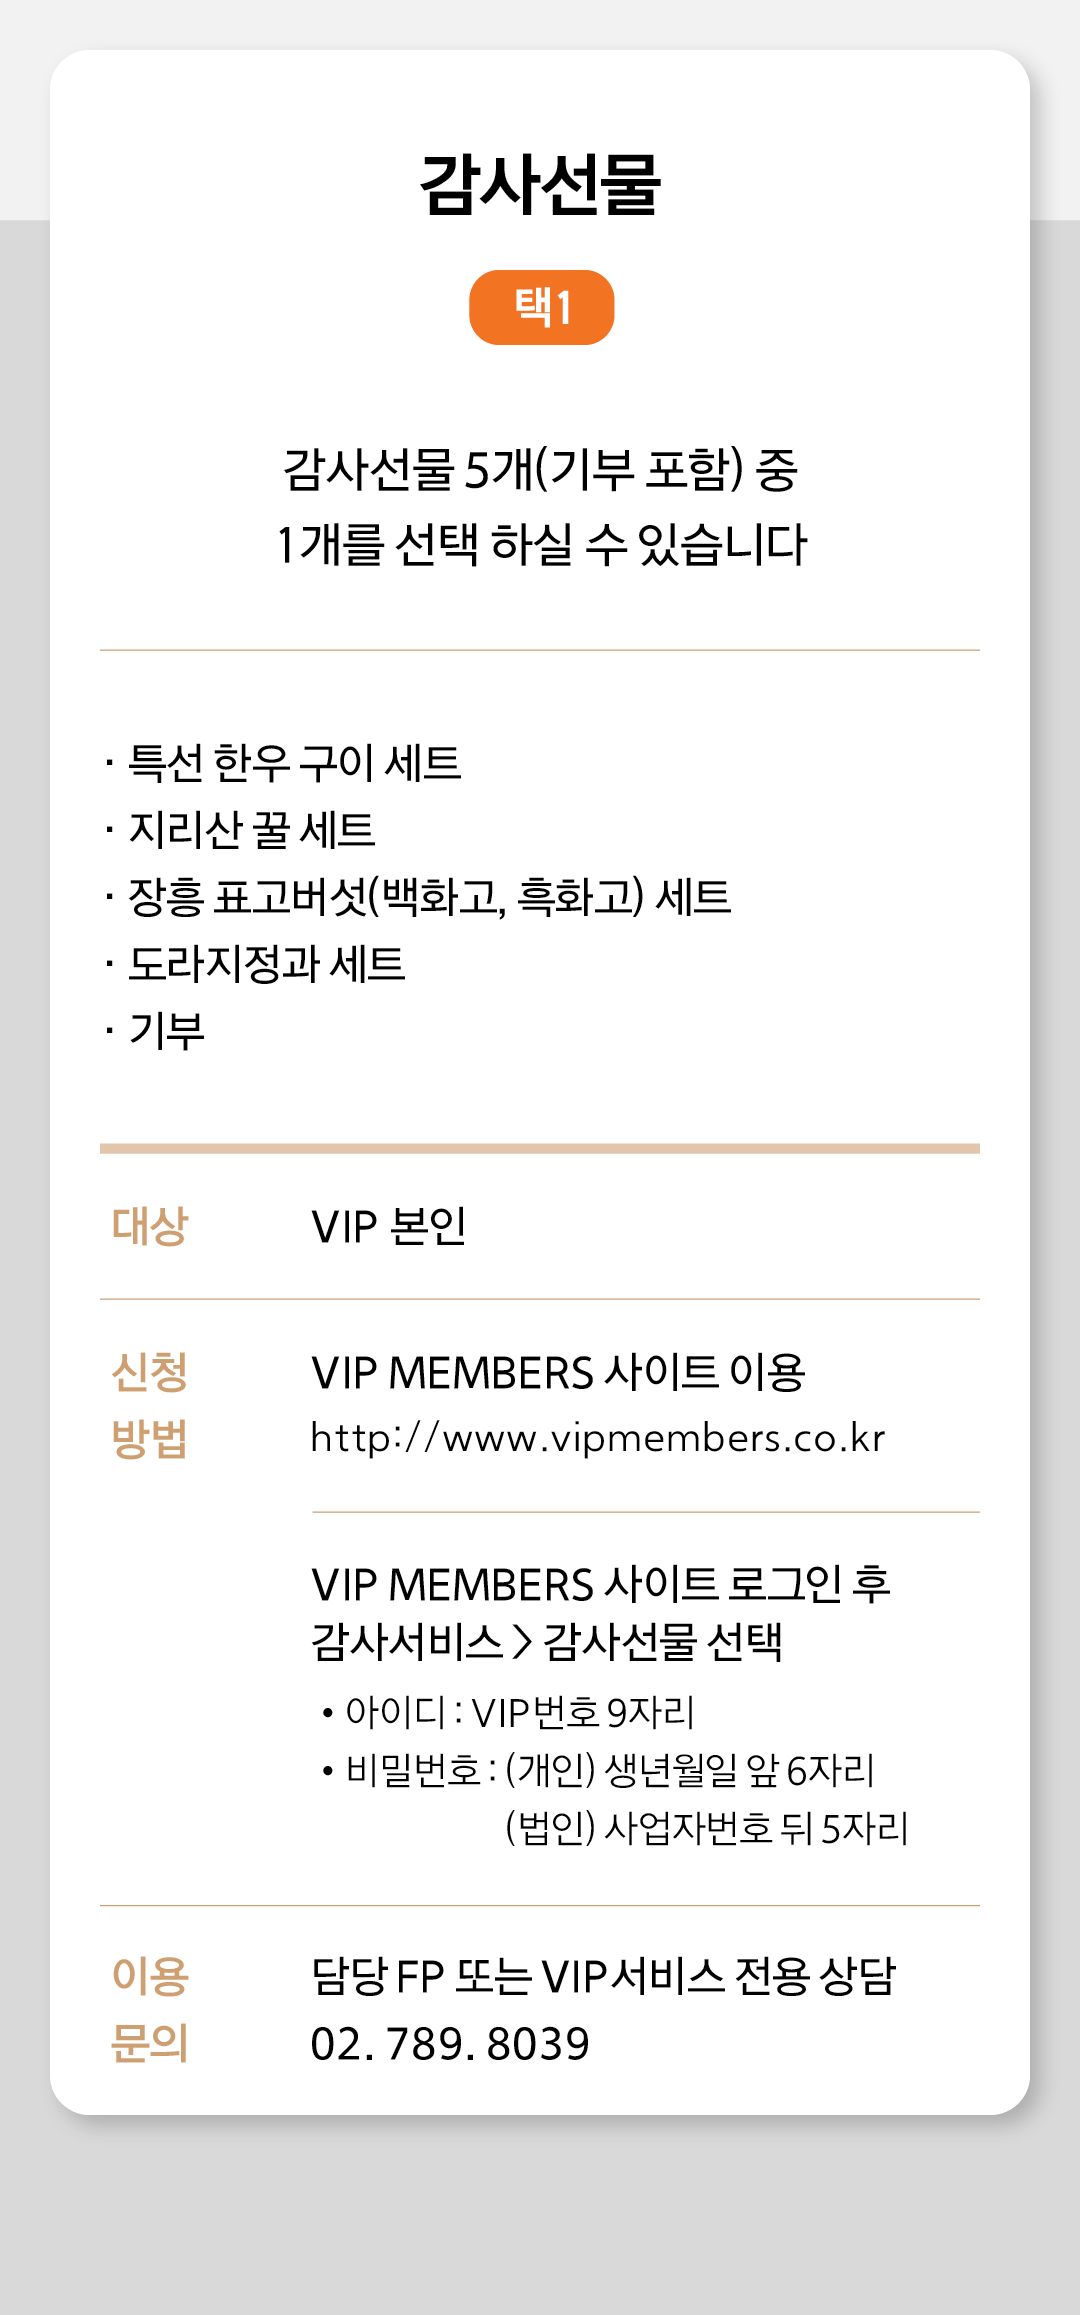 감사선물
택1
감사선물 5개(기부 포함) 중
1개를 선택 하실 수 있습니다
· 특선 한우 구이 세트
· 지리산 꿀 세트
· 장흥 표고버섯(백화고, 흑화고) 세트
· 도라지정과 세트
· 기부
대상 VIP 본인
신청 VIP MEMBERS 사이트 이용
방법 http://www.vipmembers.co.kr
VIP MEMBERS 사이트 로그인 후
감사서비스 > 감사선물 선택
• 아이디 : VIP번호 9자리
• 비밀번호 : (개인) 생년월일 앞 6자리
(법인) 사업자번호 뒤 5자리
이용 담당 FP 또는 VIP서비스 전용 상담
문의 02. 789. 8039